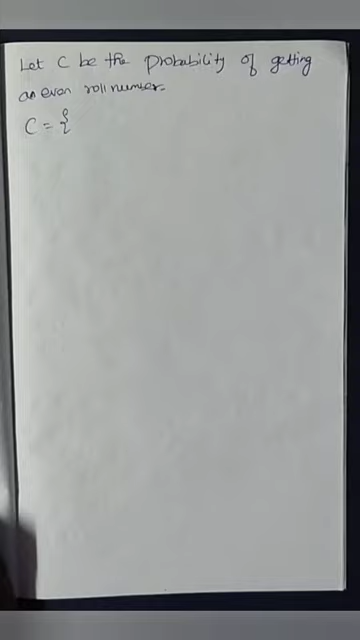 Let C be the probability of getting
an even roll number.
C = {